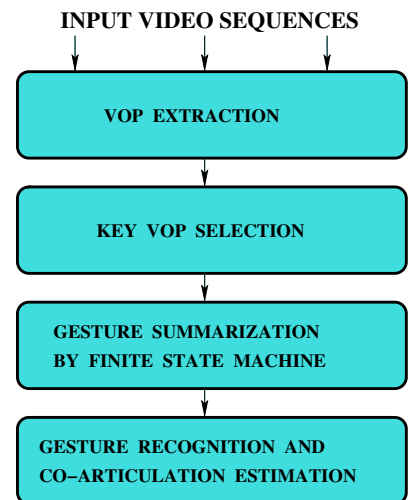 INPUT VIDEO SEQUENCES
VOP EXTRACTION
KEY VOP SELECTION
GESTURE SUMMARIZATION
BY FINITE STATE MACHINE
GESTURE RECOGNITION AND
CO–ARTICULATION ESTIMATION